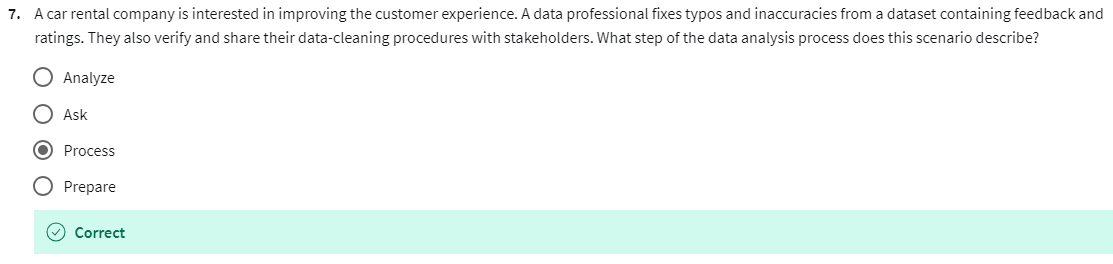 7. A car rental company is interested in improving the customer experience. A data professional fixes typos and inaccuracies from a dataset containing feedback and
ratings. They also verify and share their data-cleaning procedures with stakeholders. What step of the data analysis process does this scenario describe?
Analyze
Ask
Process
Prepare
Correct